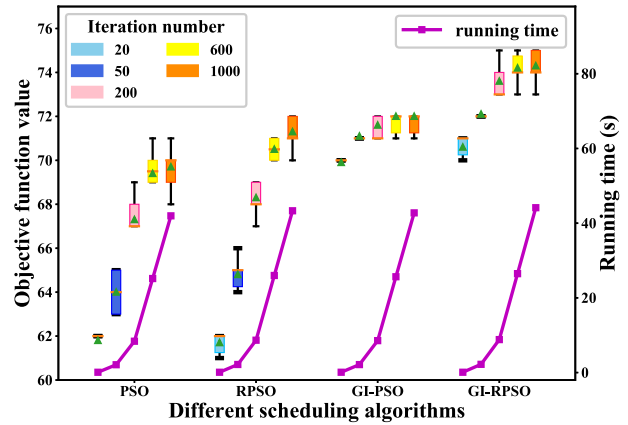 Iteration number
20
600
50
1000
200
running time
76
74
72
70
68
66
64
62
60
Objective function value
80
60
40
20
0
Running time (s)
PSO
RPSO
GI-PSO
GI-RPSO
Different scheduling algorithms